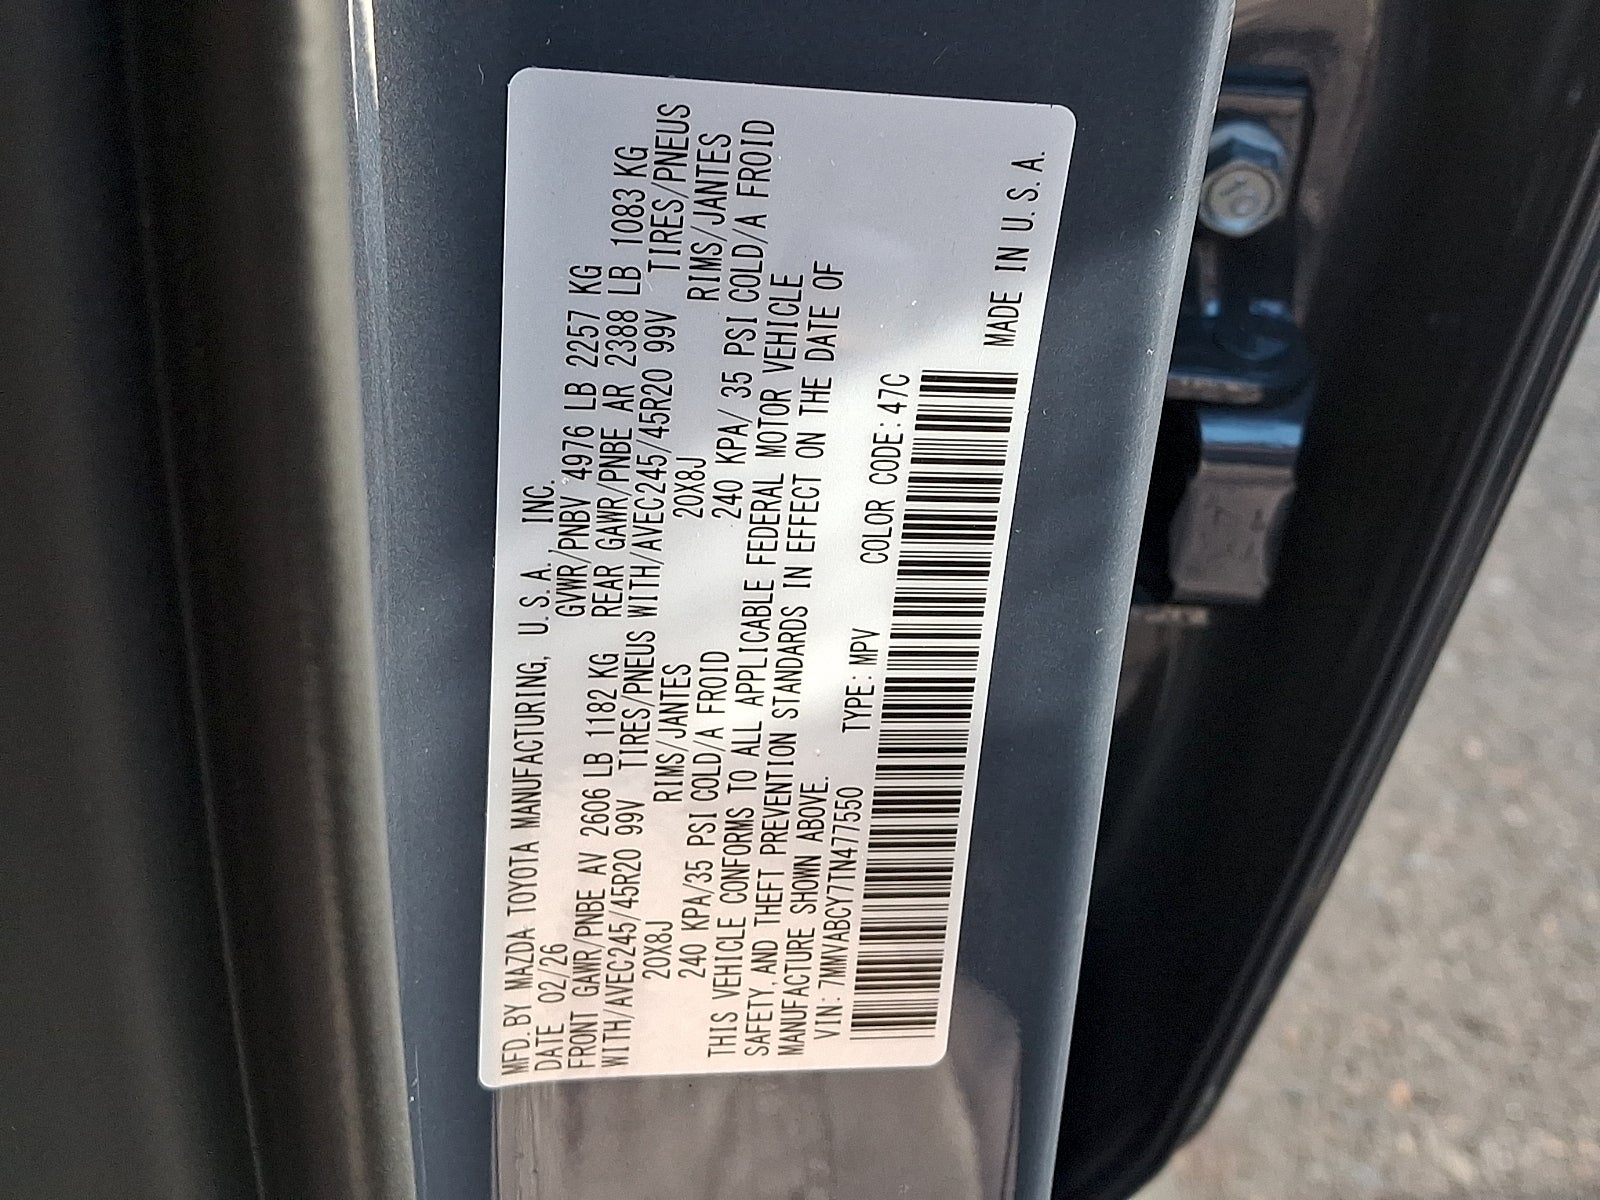 MFD.BY MAZDA TOYOTA MANUFACTURING, U.S.A., INC.
DATE 02/26 GVWR/PNBV 4976 LB 2257 KG
FRONT GAWR/PNBE AV 2606 LB 1182 KG REAR GAWR/PNBE AR 2388 LB 1083 KG
WITH/AVEC245/45R20 99V TIRES/PNEUS WITH/AVEC245/45R20 99V TIRES/PNEUS
20X8J RIMS/JANTES 20X8J RIMS/JANTES
240 KPA/35 PSI COLD/A FROID 240 KPA/ 35 PSI COLD/A FROID
THIS VEHICLE CONFORMS TO ALL APPLICABLE FEDERAL MOTOR VEHICLE
SAFETY,AND THEFT PREVENTION STANDARDS IN EFFECT ON THE DATE OF
MANUFACTURE SHOWN ABOVE.
VIN: 7MMVABCY7TN477550 TYPE: MPV COLOR CODE: 47C
MADE IN U.S.A.